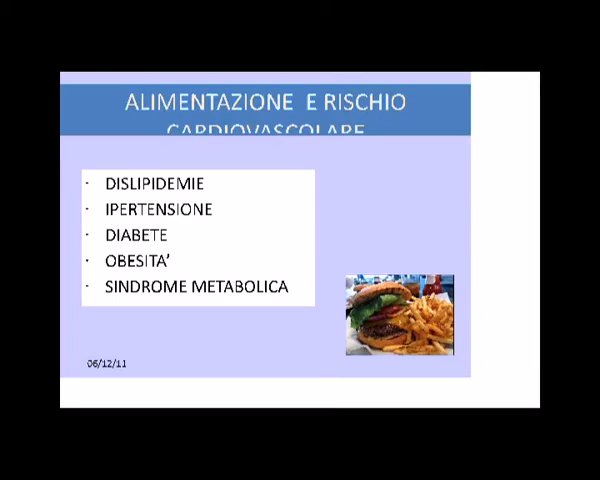 ALIMENTAZIONE E RISCHIO
CARDIOVASCOLARE
- DISLIPIDEMIE
- IPERTENSIONE
- DIABETE
- OBESITA'
- SINDROME METABOLICA
06/12/11